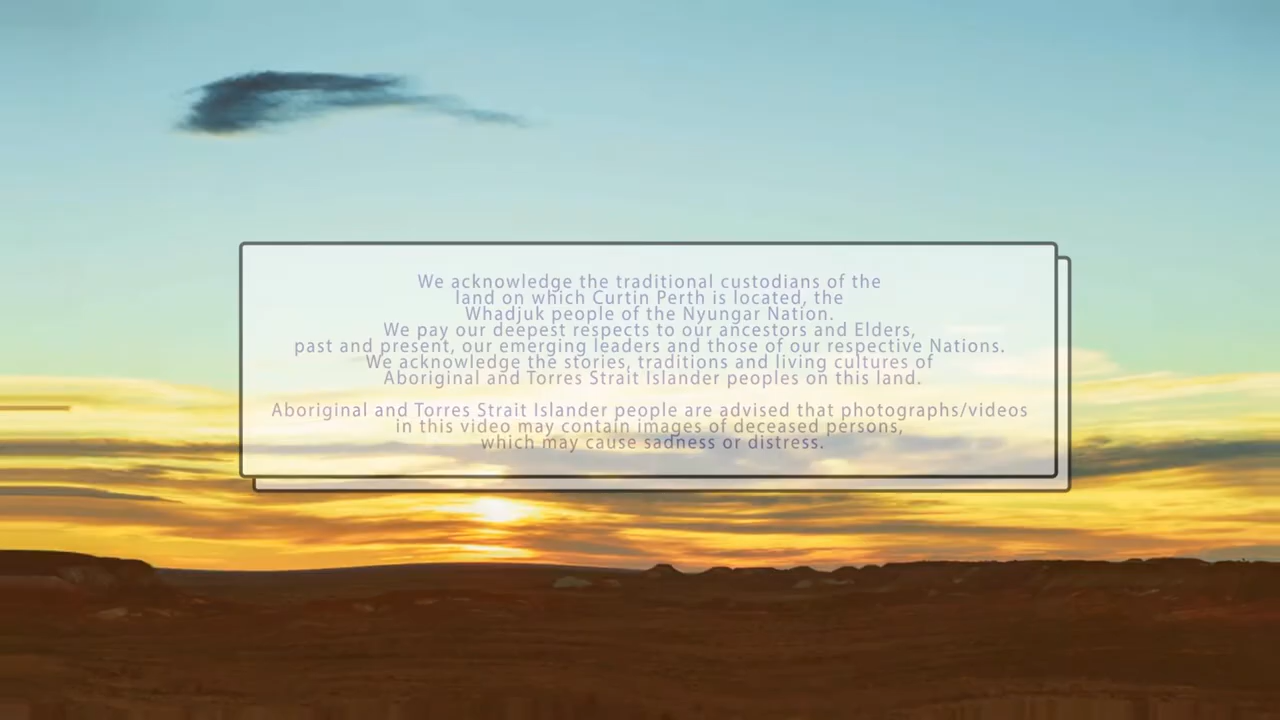 We acknowledge the traditional custodians of the
land on which Curtin Perth is located, the
Whadjuk people of the Nyungar Nation.
We pay our deepest respects to our ancestors and Elders,
past and present, our emerging leaders and those of our respective Nations.
We acknowledge the stories, traditions and living cultures of
Aboriginal and Torres Strait Islander peoples on this land.
Aboriginal and Torres Strait Islander people are advised that photographs/videos
in this video may contain images of deceased persons,
which may cause sadness or distress.